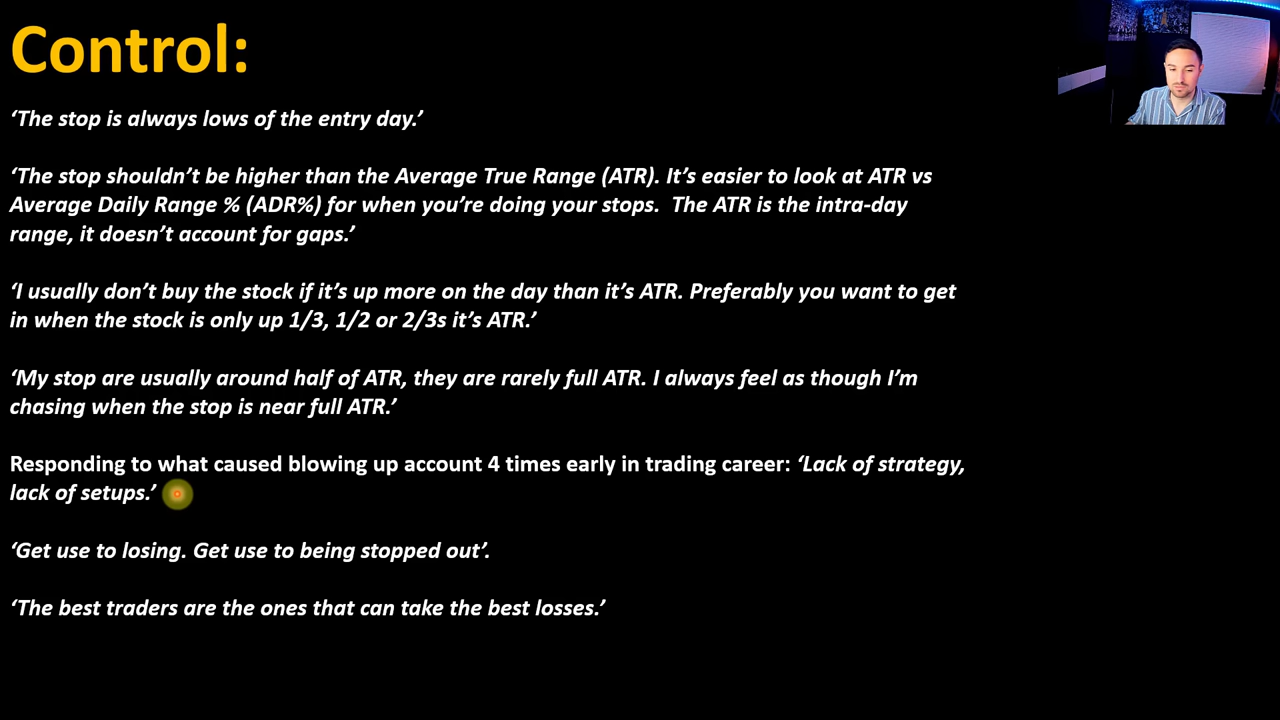 Control:
‘The stop is always lows of the entry day.’
‘The stop shouldn’t be higher than the Average True Range (ATR). It’s easier to look at ATR vs
Average Daily Range % (ADR%) for when you’re doing your stops.  The ATR is the intra-day
range, it doesn’t account for gaps.’
‘I usually don’t buy the stock if it’s up more on the day than it’s ATR. Preferably you want to get
in when the stock is only up 1/3, 1/2 or 2/3s it’s ATR.’
‘My stop are usually around half of ATR, they are rarely full ATR. I always feel as though I’m
chasing when the stop is near full ATR.’
Responding to what caused blowing up account 4 times early in trading career: ‘Lack of strategy,
lack of setups.’
‘Get use to losing. Get use to being stopped out’.
‘The best traders are the ones that can take the best losses.’